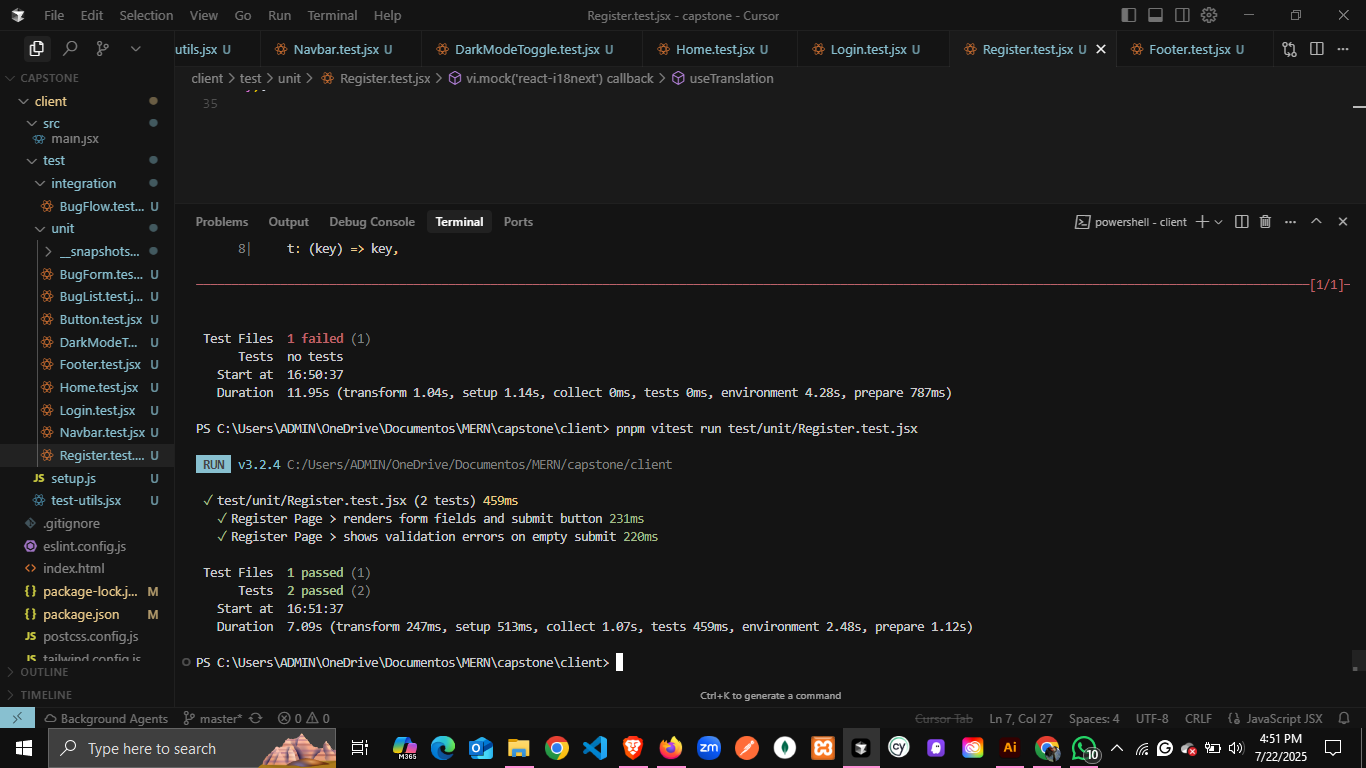 File Edit Selection View Go Run Terminal Help
Register.test.jsx - capstone - Cursor
utils.jsx U
Navbar.test.jsx U
DarkModeToggle.test.jsx U
Home.test.jsx U
Login.test.jsx U
Register.test.jsx U
Footer.test.jsx U
client > test > unit > Register.test.jsx > vi.mock('react-i18next') callback > useTranslation
CAPSTONE
client
src
main.jsx
test
integration
BugFlow.test... U
unit
__snapshots...
BugForm.tes... U
BugList.test.j... U
Button.test.jsx U
DarkModeT... U
Footer.test.jsx U
Home.test.jsx U
Login.test.jsx U
Navbar.test.jsx U
Register.test.... U
JS setup.js U
test-utils.jsx U
.gitignore
eslint.config.js
index.html
package-lock.j... M
package.json M
JS postcss.config.js
JS tailwind.config.js
OUTLINE
TIMELINE
35
Problems Output Debug Console Terminal Ports
powershell - client
8| t: (key) => key,
[1/1]
Test Files 1 failed (1)
Tests no tests
Start at 16:50:37
Duration 11.95s (transform 1.04s, setup 1.14s, collect 0ms, tests 0ms, environment 4.28s, prepare 787ms)
PS C:\Users\ADMIN\OneDrive\Documentos\MERN\capstone\client> pnpm vitest run test/unit/Register.test.jsx
RUN v3.2.4 C:/Users/ADMIN/OneDrive/Documentos/MERN/capstone/client
✓ test/unit/Register.test.jsx (2 tests) 459ms
✓ Register Page > renders form fields and submit button 231ms
✓ Register Page > shows validation errors on empty submit 220ms
Test Files 1 passed (1)
Tests 2 passed (2)
Start at 16:51:37
Duration 7.09s (transform 247ms, setup 513ms, collect 1.07s, tests 459ms, environment 2.48s, prepare 1.12s)
PS C:\Users\ADMIN\OneDrive\Documentos\MERN\capstone\client>
Ctrl+K to generate a command
Background Agents master* 0 0
Cursor Tab Ln 7, Col 27 Spaces: 4 UTF-8 CRLF JavaScript JSX
Type here to search
M365
zm
cy
Ai
10
4:51 PM
7/22/2025